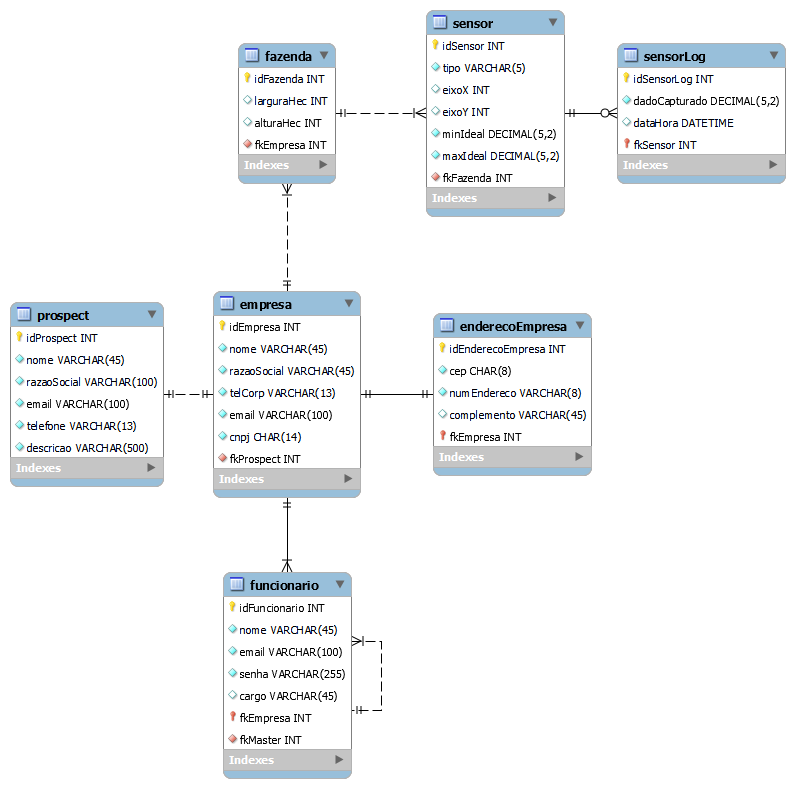 sensor
idSensor INT
tipo VARCHAR(5)
eixoX INT
eixoY INT
minIdeal DECIMAL(5,2)
maxIdeal DECIMAL(5,2)
fkFazenda INT
Indexes
fazenda
idFazenda INT
larguraHec INT
alturaHec INT
fkEmpresa INT
Indexes
sensorLog
idSensorLog INT
dadoCapturado DECIMAL(5,2)
dataHora DATETIME
fkSensor INT
Indexes
prospect
idProspect INT
nome VARCHAR(45)
razaoSocial VARCHAR(100)
email VARCHAR(100)
telefone VARCHAR(13)
descricao VARCHAR(500)
Indexes
empresa
idEmpresa INT
nome VARCHAR(45)
razaoSocial VARCHAR(45)
telCorp VARCHAR(13)
email VARCHAR(100)
cnpj CHAR(14)
fkProspect INT
Indexes
enderecoEmpresa
idEnderecoEmpresa INT
cep CHAR(8)
numEndereco VARCHAR(8)
complemento VARCHAR(45)
fkEmpresa INT
Indexes
funcionario
idFuncionario INT
nome VARCHAR(45)
email VARCHAR(100)
senha VARCHAR(255)
cargo VARCHAR(45)
fkEmpresa INT
fkMaster INT
Indexes